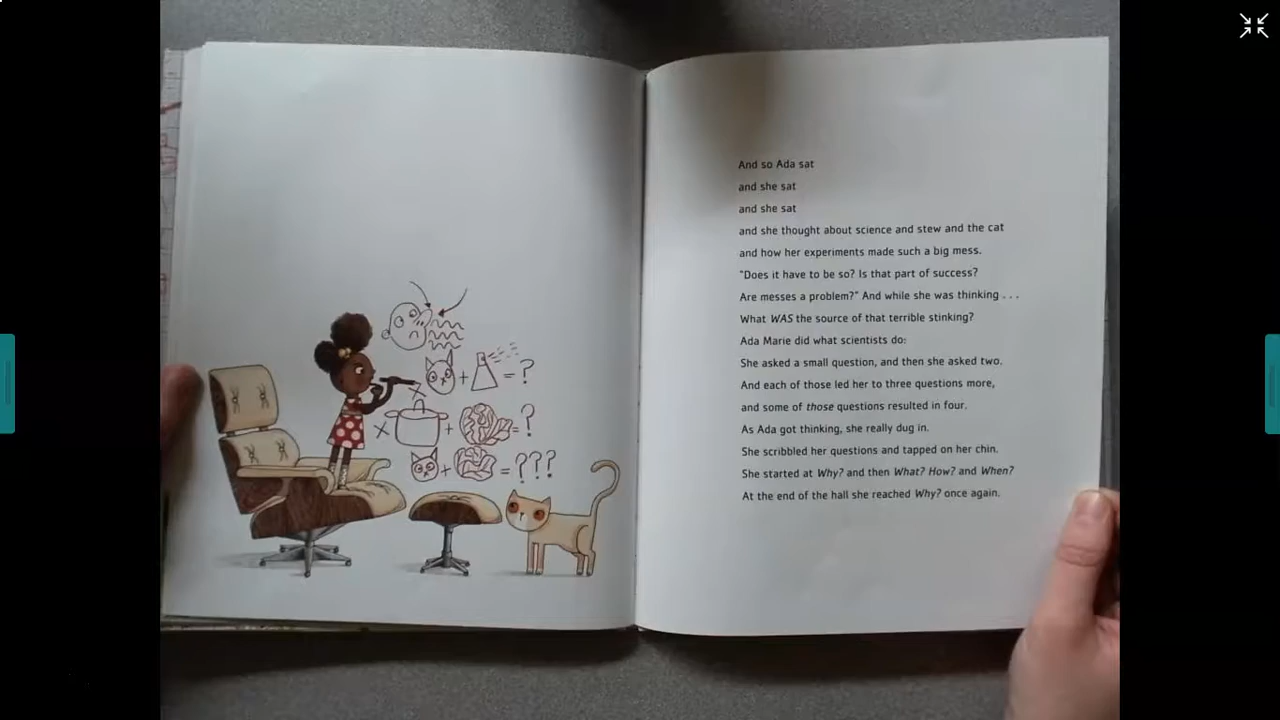 And so Ada sat
and she sat
and she sat
and she thought about science and stew and the cat
and how her experiments made such a big mess.
"Does it have to be so? Is that part of success?
Are messes a problem?" And while she was thinking . . .
What WAS the source of that terrible stinking?
Ada Marie did what scientists do:
She asked a small question, and then she asked two.
And each of those led her to three questions more,
and some of those questions resulted in four.
As Ada got thinking, she really dug in.
She scribbled her questions and tapped on her chin.
She started at Why? and then What? How? and When?
At the end of the hall she reached Why? once again.
+ = ?
X + = ?
+ = ???